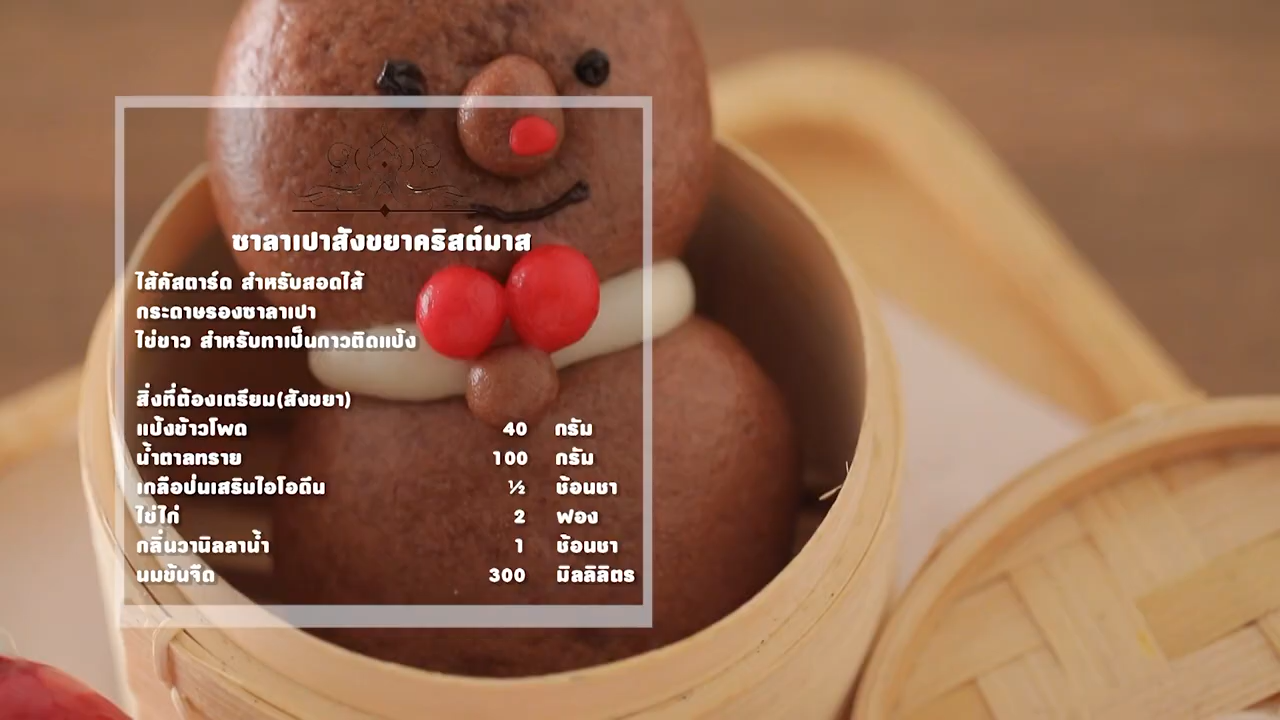 ซาลาเปาสังขยาคริสต์มาส
ไส้คัสตาร์ด สำหรับสอดไส้
กระดาษรองซาลาเปา
ไข่ขาว สำหรับทาเป็นกาวติดแป้ง
สิ่งที่ต้องเตรียม(สังขยา)
แป้งข้าวโพด 40 กรัม
น้ำตาลทราย 100 กรัม
เกลือป่นเสริมไอโอดีน ½ ช้อนชา
ไข่ไก่ 2 ฟอง
กลิ่นวานิลลาน้ำ 1 ช้อนชา
นมข้นจืด 300 มิลลิลิตร